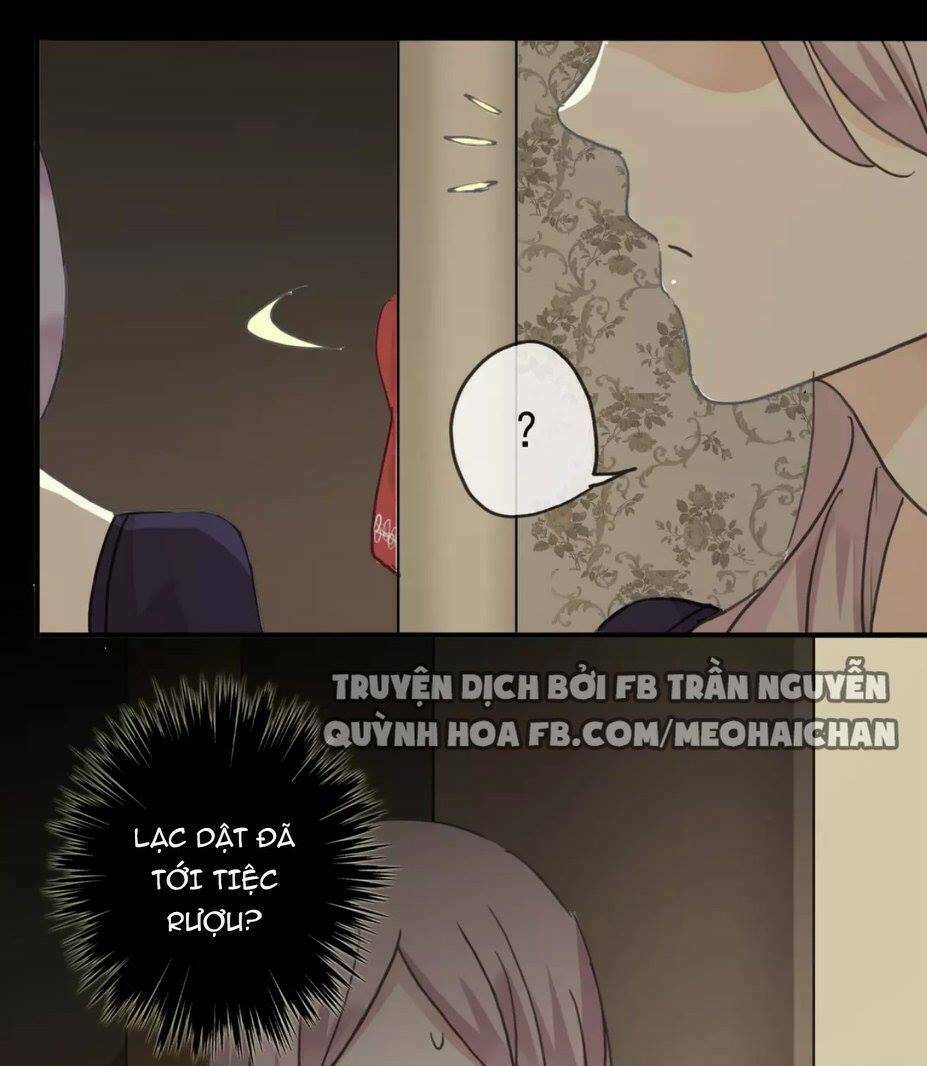 ?
TRUYỆN DỊCH BỞI FB TRẦN NGUYỄN
QUỲNH HOA FB.COM/MEOHAICHAN
LẠC DẬT ĐÃ
TỚI TIỆC
RƯỢU?